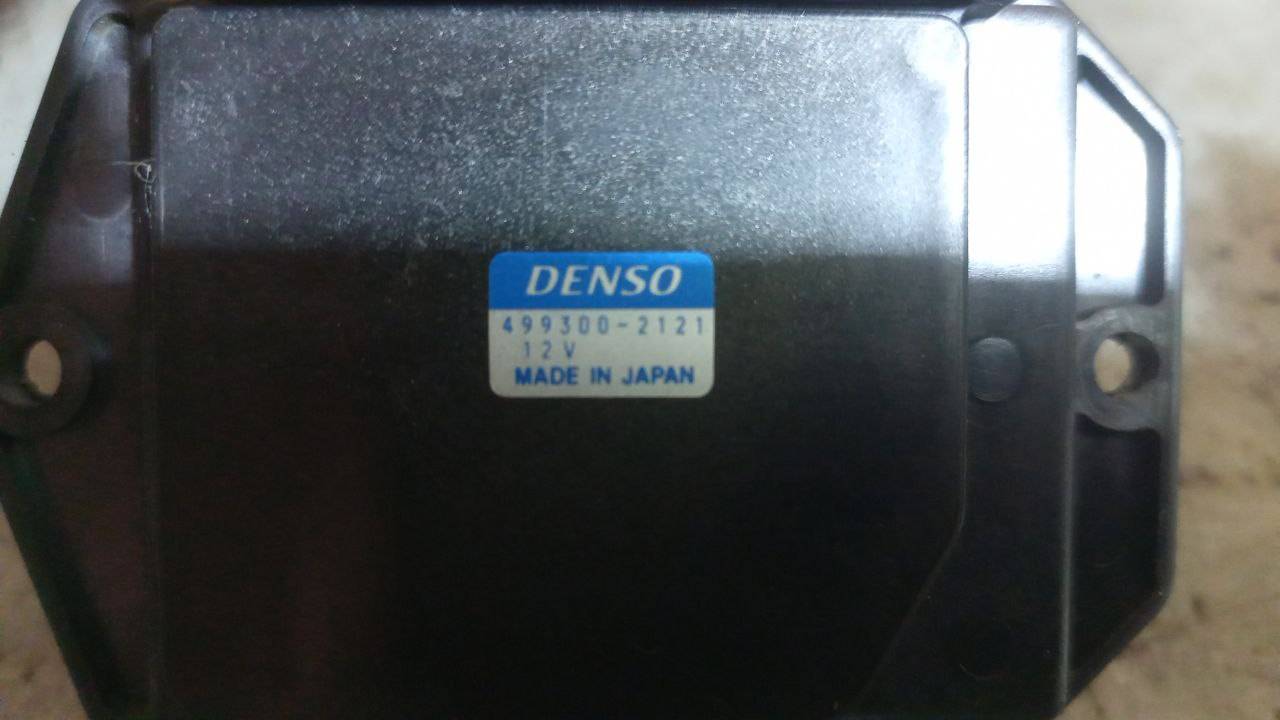 DENSO
499300-2121
12V
MADE IN JAPAN